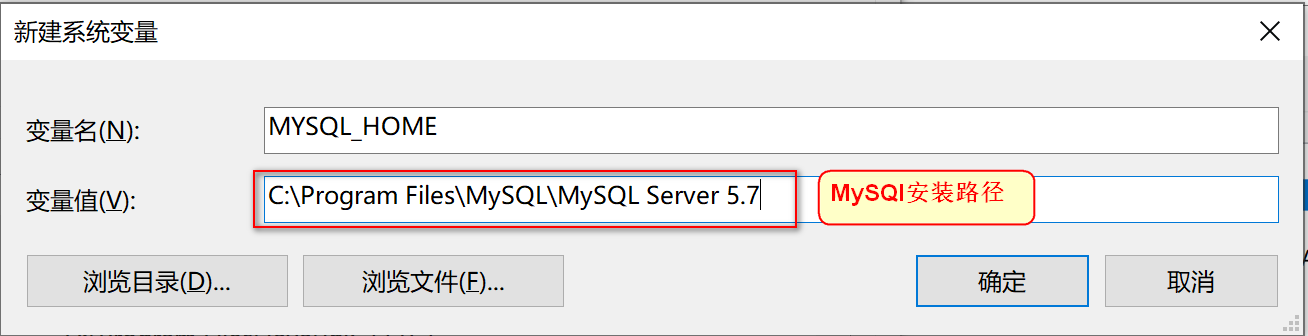 新建系统变量
变量名(N):
MYSQL_HOME
变量值(V):
C:\Program Files\MySQL\MySQL Server 5.7
MySQl安装路径
浏览目录(D)...
浏览文件(F)...
确定
取消